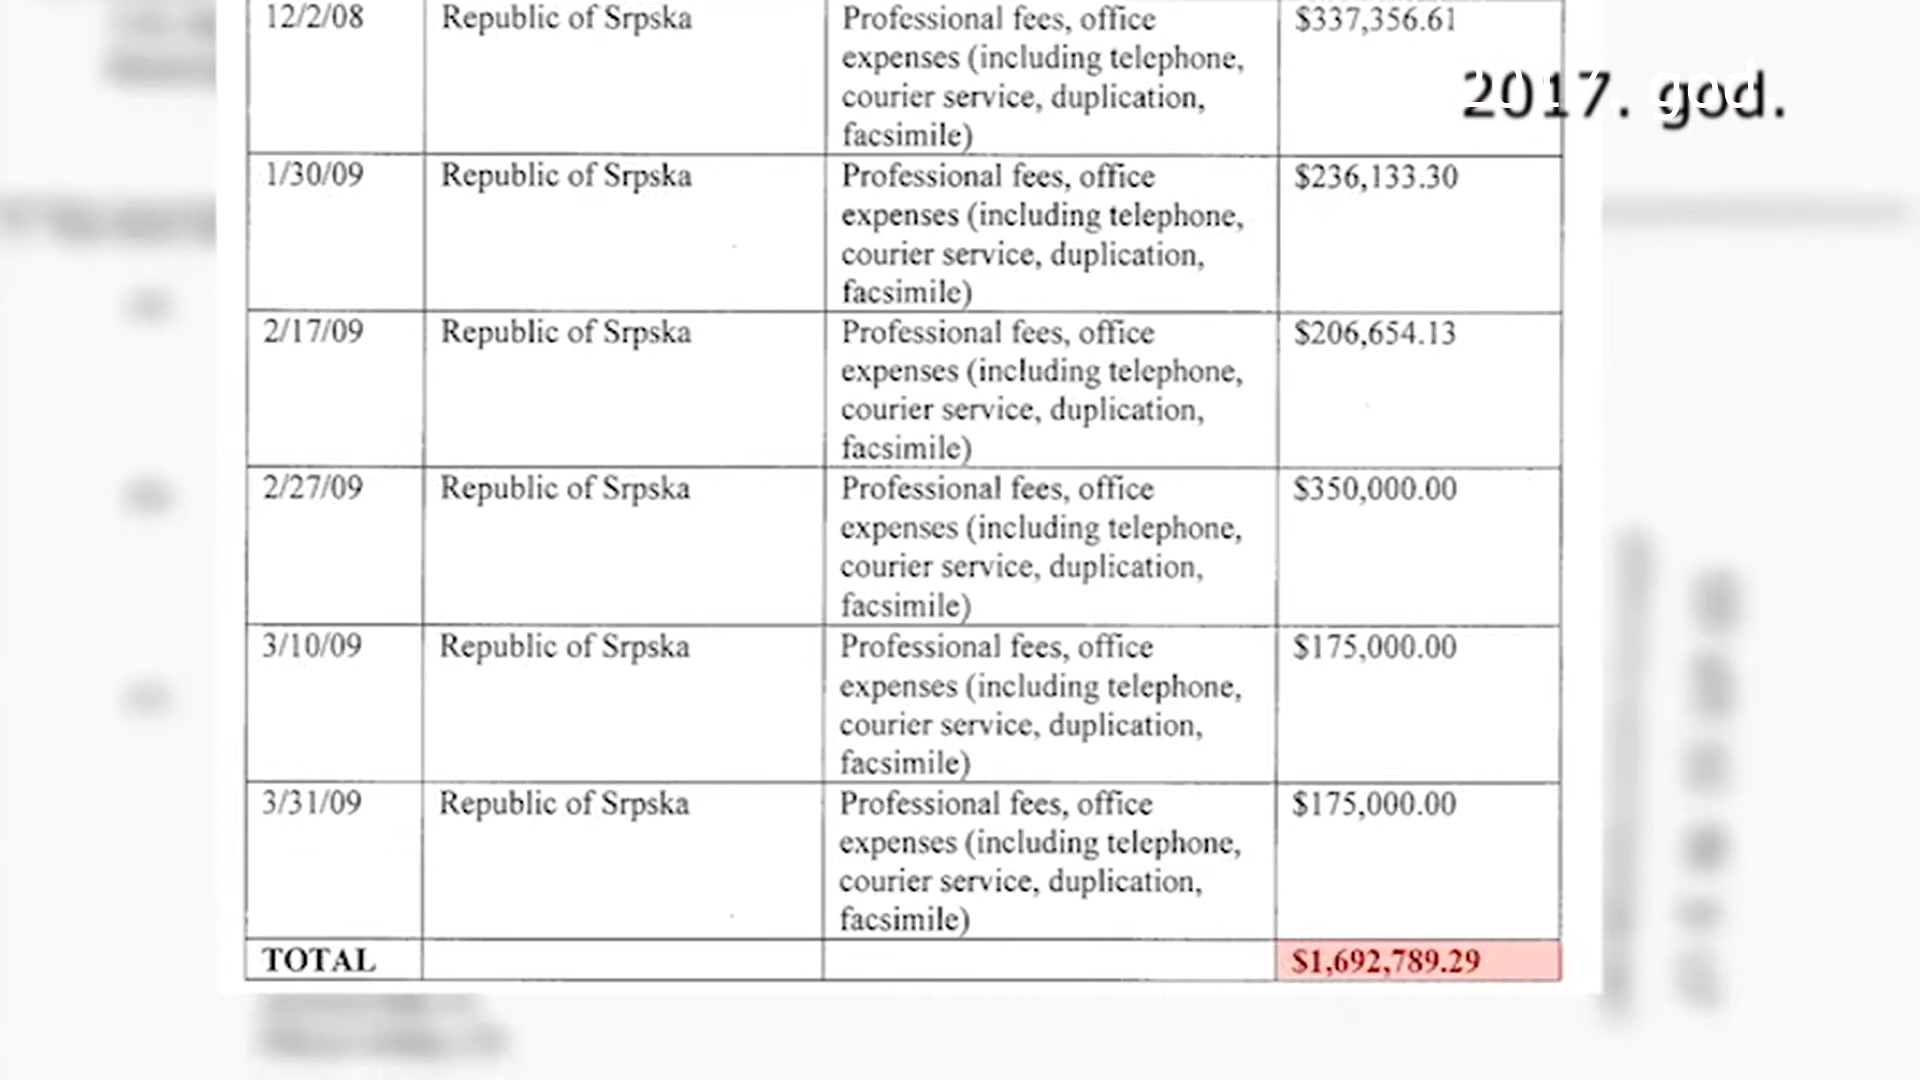 12/2/08 Republic of Srpska Professional fees, office $337,356.61
expenses (including telephone,
courier service, duplication,
facsimile)
2017. god.
1/30/09 Republic of Srpska Professional fees, office $236,133.30
expenses (including telephone,
courier service, duplication,
facsimile)
2/17/09 Republic of Srpska Professional fees, office $206,654.13
expenses (including telephone,
courier service, duplication,
facsimile)
2/27/09 Republic of Srpska Professional fees, office $350,000.00
expenses (including telephone,
courier service, duplication,
facsimile)
3/10/09 Republic of Srpska Professional fees, office $175,000.00
expenses (including telephone,
courier service, duplication,
facsimile)
3/31/09 Republic of Srpska Professional fees, office $175,000.00
expenses (including telephone,
courier service, duplication,
facsimile)
TOTAL $1,692,789.29